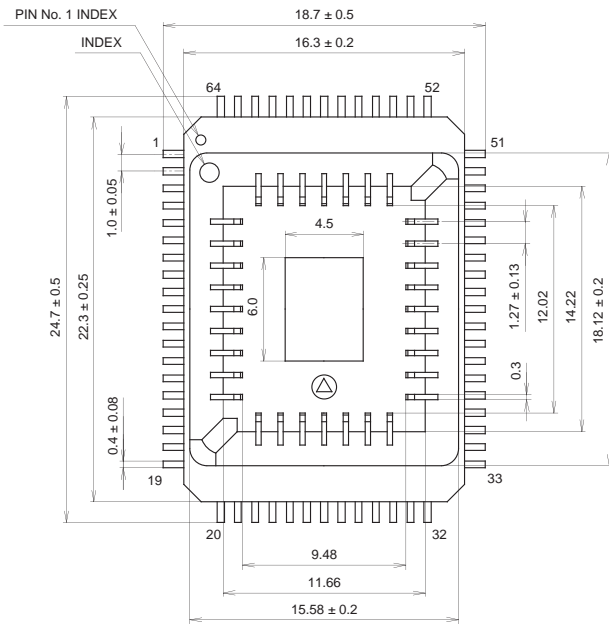 PIN No. 1 INDEX
18.7 ± 0.5
INDEX
16.3 ± 0.2
64
52
1
51
1.0 ± 0.05
4.5
6.0
24.7 ± 0.5
22.3 ± 0.25
1.27 ± 0.13
12.02
14.22
18.12 ± 0.2
0.3
0.4 ± 0.08
19
33
20
32
9.48
11.66
15.58 ± 0.2